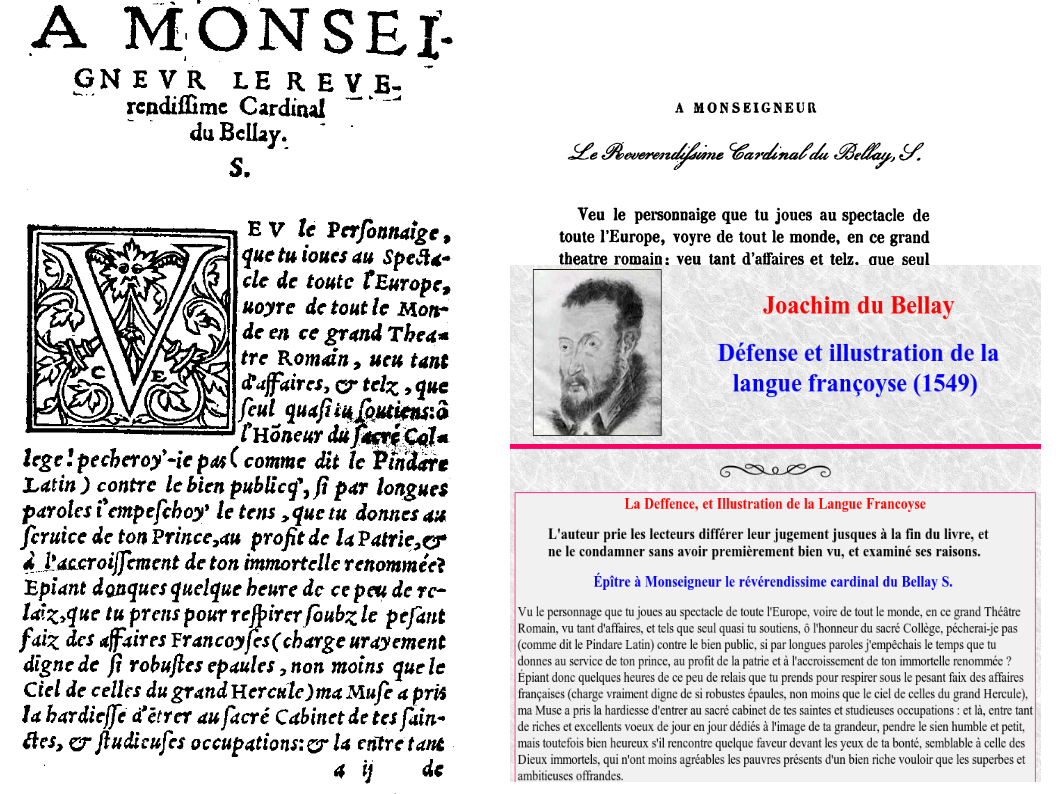 A MONSEI-
GNEVR LE REVE-
rendiſſime Cardinal
du Bellay.
S.
VEV le Perſonnaige,
que tu ioues au Specta-
cle de toute l'Europe,
uoyre de tout le Mon-
de en ce grand Thea-
tre Romain, ueu tant
d'affaires, & telz, que
ſeul quaſi tu ſoutiens: ô
l'Hõneur du ſacré Col-
lege! pecheroy'-ie pas (comme dit le Pindare
Latin) contre le bien publicq', ſi par longues
paroles i'empeſchoy' le tens, que tu donnes au
ſeruice de ton Prince, au profit de la Patrie, &
à l'accroiſſement de ton immortelle renommée?
Epiant donques quelque heure de ce peu de re-
laiz, que tu prens pour reſpirer ſoubz le peſant
faiz des affaires Francoyſes (charge urayement
digne de ſi robuſtes epaules, non moins que le
Ciel de celles du grand Hercule) ma Muſe a pris
la hardieſſe d'ẽtrer au ſacré Cabinet de tes ſain-
ctes, & ſtudieuſes occupations: & la entre tant
a ij de
A MONSEIGNEUR
Le Reverendiſsime Cardinal du Bellay, S.
Veu le personnaige que tu joues au spectacle de
toute l'Europe, voyre de tout le monde, en ce grand
theatre romain; veu tant d'affaires et telz, que seul
Joachim du Bellay
Défense et illustration de la
langue françoyse (1549)
La Deffence, et Illustration de la Langue Francoyse
L'auteur prie les lecteurs différer leur jugement jusques à la fin du livre, et
ne le condamner sans avoir premièrement bien vu, et examiné ses raisons.
Épître à Monseigneur le révérendissime cardinal du Bellay S.
Vu le personnage que tu joues au spectacle de toute l'Europe, voire de tout le monde, en ce grand Théâtre
Romain, vu tant d'affaires, et tels que seul quasi tu soutiens, ô l'honneur du sacré Collège, pécherai-je pas
(comme dit le Pindare Latin) contre le bien public, si par longues paroles j'empêchais le temps que tu
donnes au service de ton prince, au profit de la patrie et à l'accroissement de ton immortelle renommée ?
Épiant donc quelques heures de ce peu de relais que tu prends pour respirer sous le pesant faix des affaires
françaises (charge vraiment digne de si robustes épaules, non moins que le ciel de celles du grand Hercule),
ma Muse a pris la hardiesse d'entrer au sacré cabinet de tes saintes et studieuses occupations : et là, entre tant
de riches et excellents voeux de jour en jour dédiés à l'image de ta grandeur, pendre le sien humble et petit,
mais toutefois bien heureux s'il rencontre quelque faveur devant les yeux de ta bonté, semblable à celle des
Dieux immortels, qui n'ont moins agréables les pauvres présents d'un bien riche vouloir que les superbes et
ambitieuses offrandes.